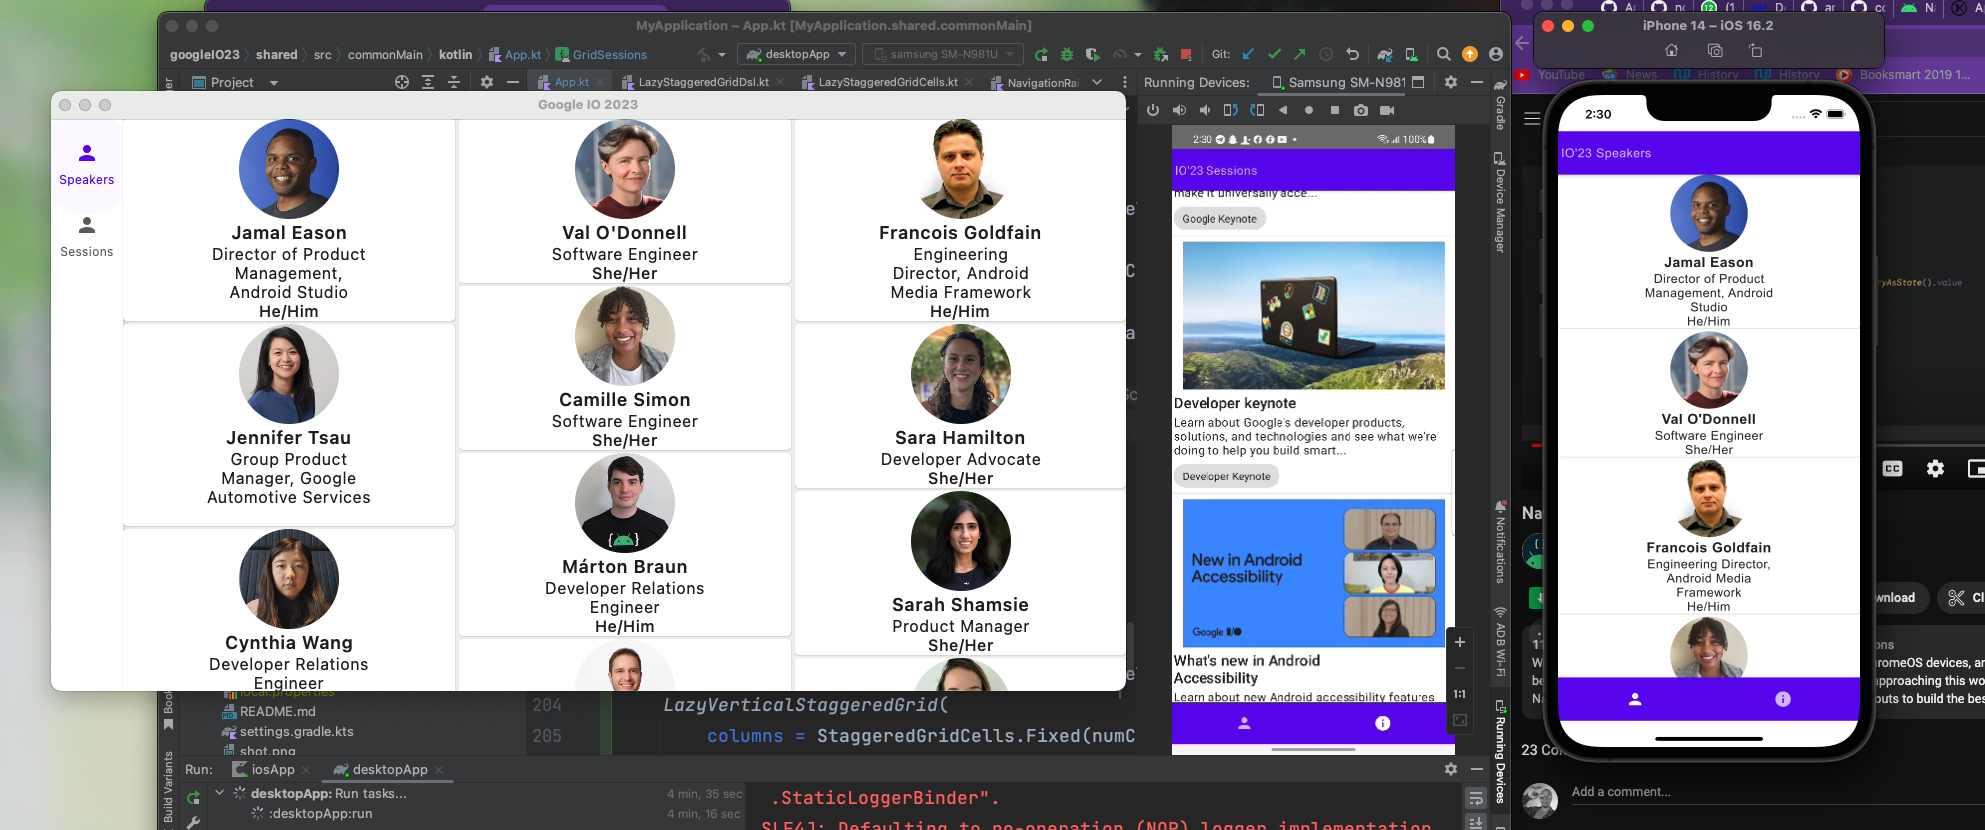 MyApplication – App.kt [MyApplication.shared.commonMain]
googleIO23
shared
src
commonMain
kotlin
App.kt
GridSessions
desktopApp
samsung SM-N981U
Git:
Project
App.kt
LazyStaggeredGridDsl.kt
LazyStaggeredGridCells.kt
NavigationRai
Running Devices:
Samsung SM-N981
Google IO 2023
Speakers
Sessions
Jamal Eason
Director of Product
Management,
Android Studio
He/Him
Jennifer Tsau
Group Product
Manager, Google
Automotive Services
Cynthia Wang
Developer Relations
Engineer
Val O'Donnell
Software Engineer
She/Her
Camille Simon
Software Engineer
She/Her
Márton Braun
Developer Relations
Engineer
He/Him
Francois Goldfain
Engineering
Director, Android
Media Framework
He/Him
Sara Hamilton
Developer Advocate
She/Her
Sarah Shamsie
Product Manager
She/Her
local.properties
README.md
settings.gradle.kts
shot.png
204 LazyVerticalStaggeredGrid(
205 columns = StaggeredGridCells.Fixed(numC
Run:
iosApp
desktopApp
desktopApp: Run tasks... 4 min, 35 sec
:desktopApp:run 4 min, 16 sec
.StaticLoggerBinder".
SLF4J: Defaulting to no-operation (NOP) logger implementation
Build Variants
2:30
100%
IO'23 Sessions
make it universally acce...
Google Keynote
Developer keynote
Learn about Google's developer products,
solutions, and technologies and see what we're
doing to help you build smart...
Developer Keynote
New in Android
Accessibility
Google I/O
What's new in Android
Accessibility
Learn about new Android accessibility features
1:1
Gradle
Device Manager
Notifications
ADB Wi-Fi
Running Devices
iPhone 14 – iOS 16.2
YouTube
News
History
History
Booksmart 2019 1...
2:30
IO'23 Speakers
Jamal Eason
Director of Product
Management, Android
Studio
He/Him
Val O'Donnell
Software Engineer
She/Her
Francois Goldfain
Engineering Director,
Android Media
Framework
He/Him
ryAsState().value
CC
Na
wnload
Cl
romeOS devices, an
approaching this wo
puts to build the bes
23 Co
Add a comment...